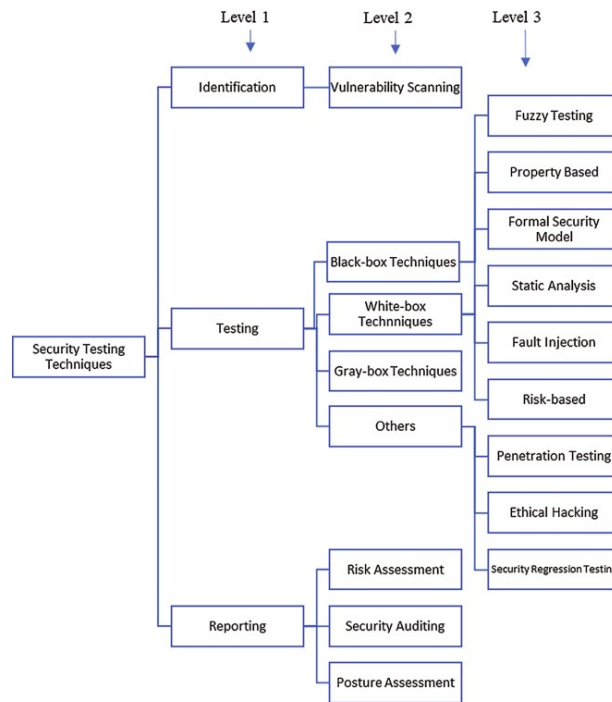 Level 1
Level 2
Level 3
Identification
Vulnerability Scanning
Fuzzy Testing
Property Based
Formal Security
Model
Black-box Techniques
Static Analysis
White-box
Technniques
Testing
Security Testing
Techniques
Fault Injection
Gray-box Techniques
Risk-based
Others
Penetration Testing
Ethical Hacking
Security Regression Testing
Risk Assessment
Reporting
Security Auditing
Posture Assessment